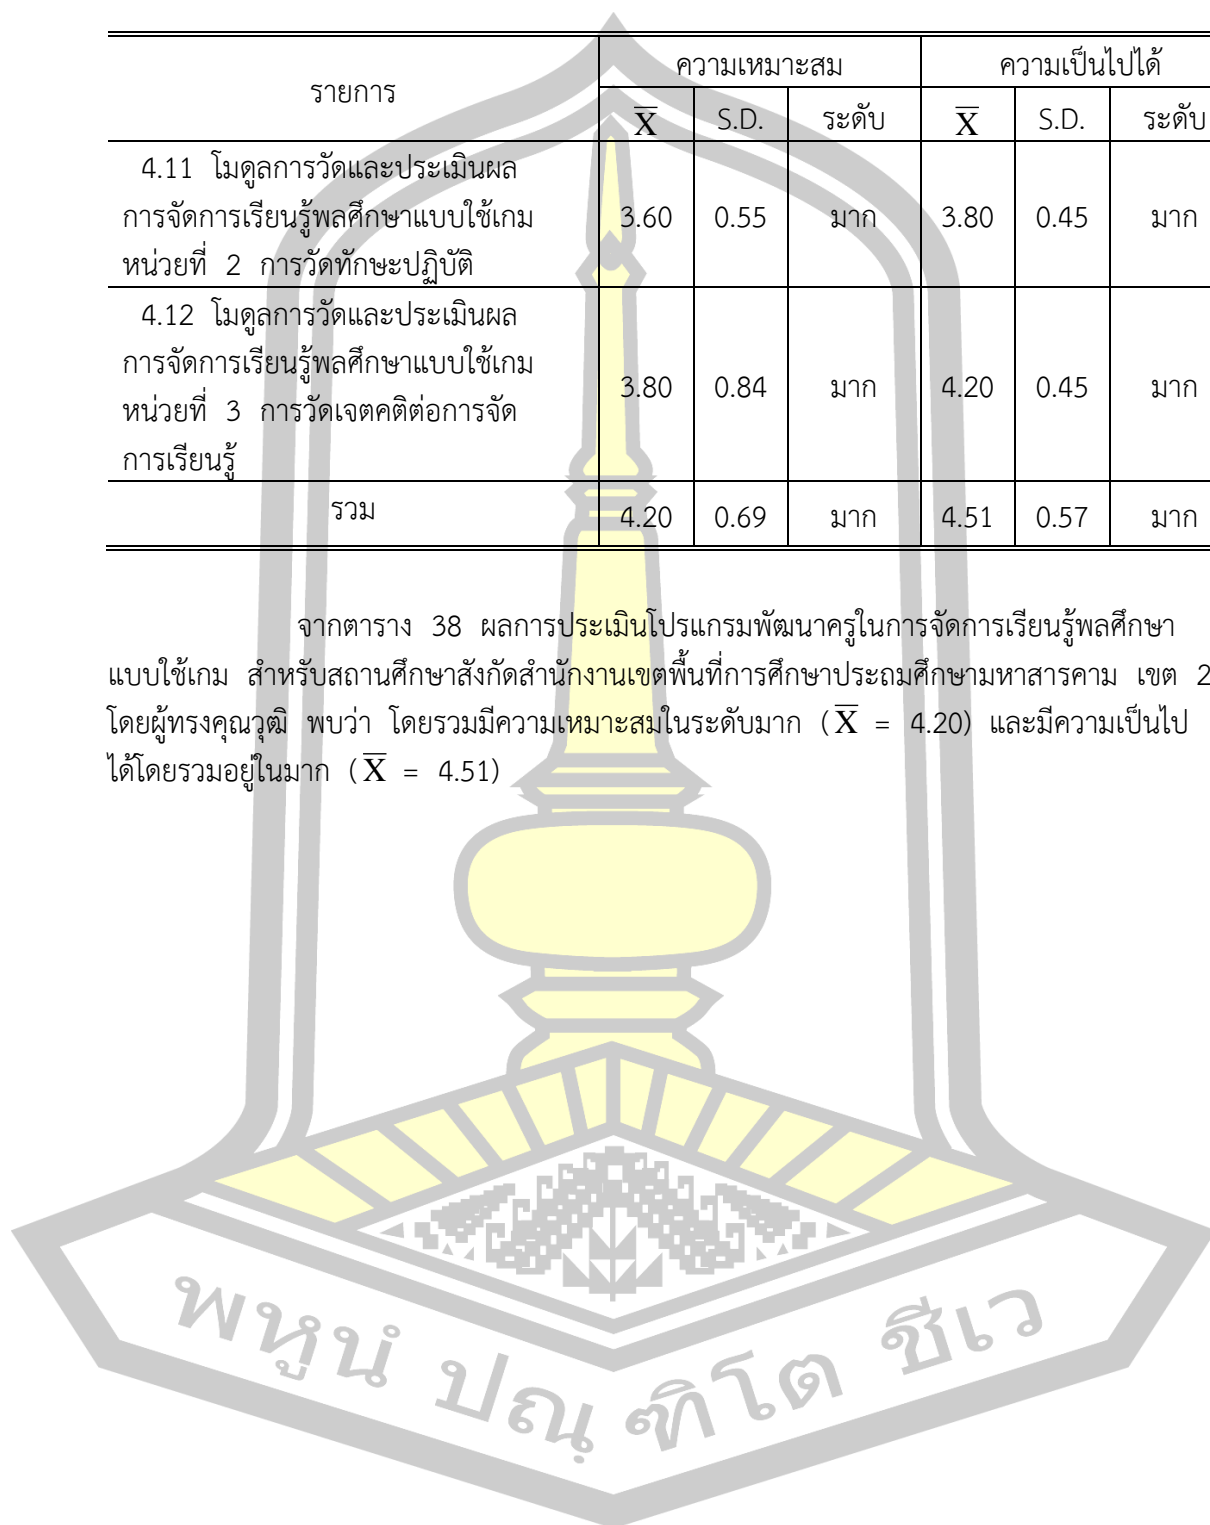 รายการ ความเหมาะสม ความเป็นไปได้
X̅ S.D. ระดับ X̅ S.D. ระดับ
4.11 โมดูลการวัดและประเมินผล
การจัดการเรียนรู้พลศึกษาแบบใช้เกม 3.60 0.55 มาก 3.80 0.45 มาก
หน่วยที่ 2 การวัดทักษะปฏิบัติ
4.12 โมดูลการวัดและประเมินผล
การจัดการเรียนรู้พลศึกษาแบบใช้เกม
หน่วยที่ 3 การวัดเจตคติต่อการจัด 3.80 0.84 มาก 4.20 0.45 มาก
การเรียนรู้
รวม 4.20 0.69 มาก 4.51 0.57 มาก
จากตาราง 38 ผลการประเมินโปรแกรมพัฒนาครูในการจัดการเรียนรู้พลศึกษา
แบบใช้เกม สำหรับสถานศึกษาสังกัดสำนักงานเขตพื้นที่การศึกษาประถมศึกษามหาสารคาม เขต 2
โดยผู้ทรงคุณวุฒิ พบว่า โดยรวมมีความเหมาะสมในระดับมาก (X̅ = 4.20) และมีความเป็นไป
ได้โดยรวมอยู่ในมาก (X̅ = 4.51)
พหูนํ ปณฺฑิโต ชีเว